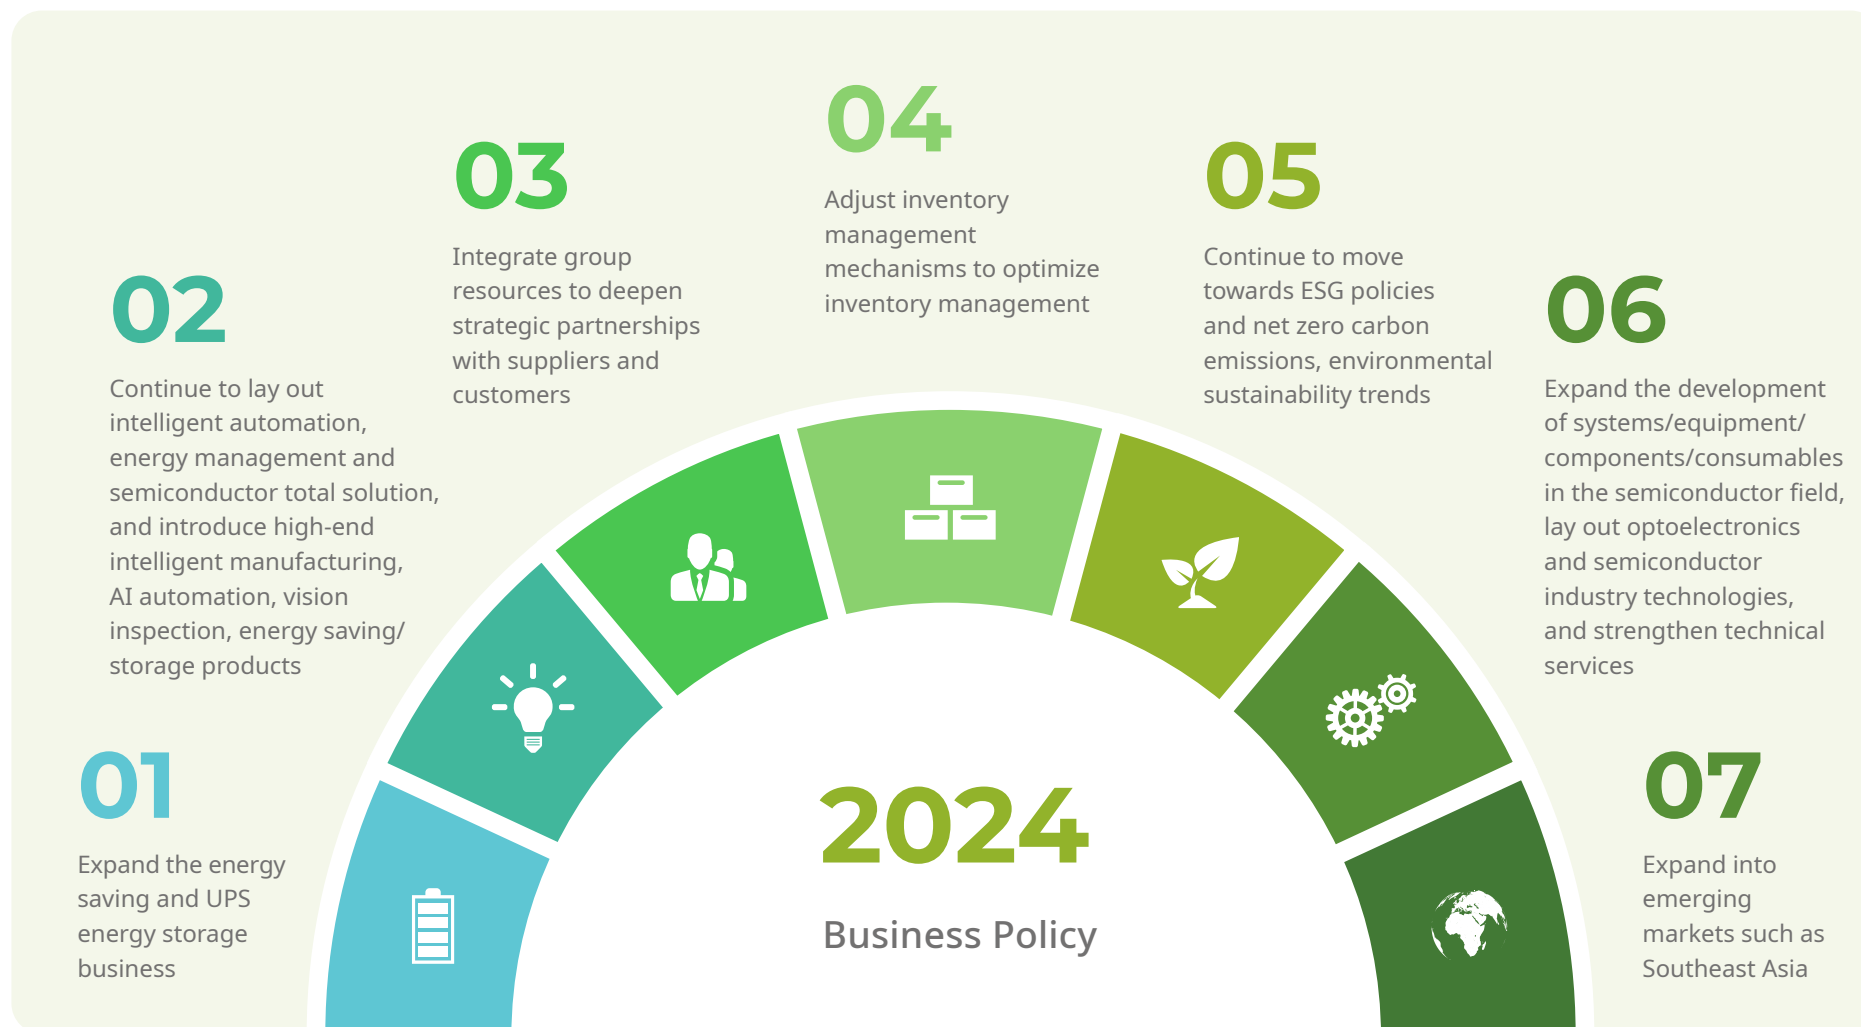 01
Expand the energy
saving and UPS
energy storage
business
02
Continue to lay out
intelligent automation,
energy management and
semiconductor total solution,
and introduce high-end
intelligent manufacturing,
AI automation, vision
inspection, energy saving/
storage products
03
Integrate group
resources to deepen
strategic partnerships
with suppliers and
customers
04
Adjust inventory
management
mechanisms to optimize
inventory management
05
Continue to move
towards ESG policies
and net zero carbon
emissions, environmental
sustainability trends
06
Expand the development
of systems/equipment/
components/consumables
in the semiconductor field,
lay out optoelectronics
and semiconductor
industry technologies,
and strengthen technical
services
07
Expand into
emerging
markets such as
Southeast Asia
2024
Business Policy